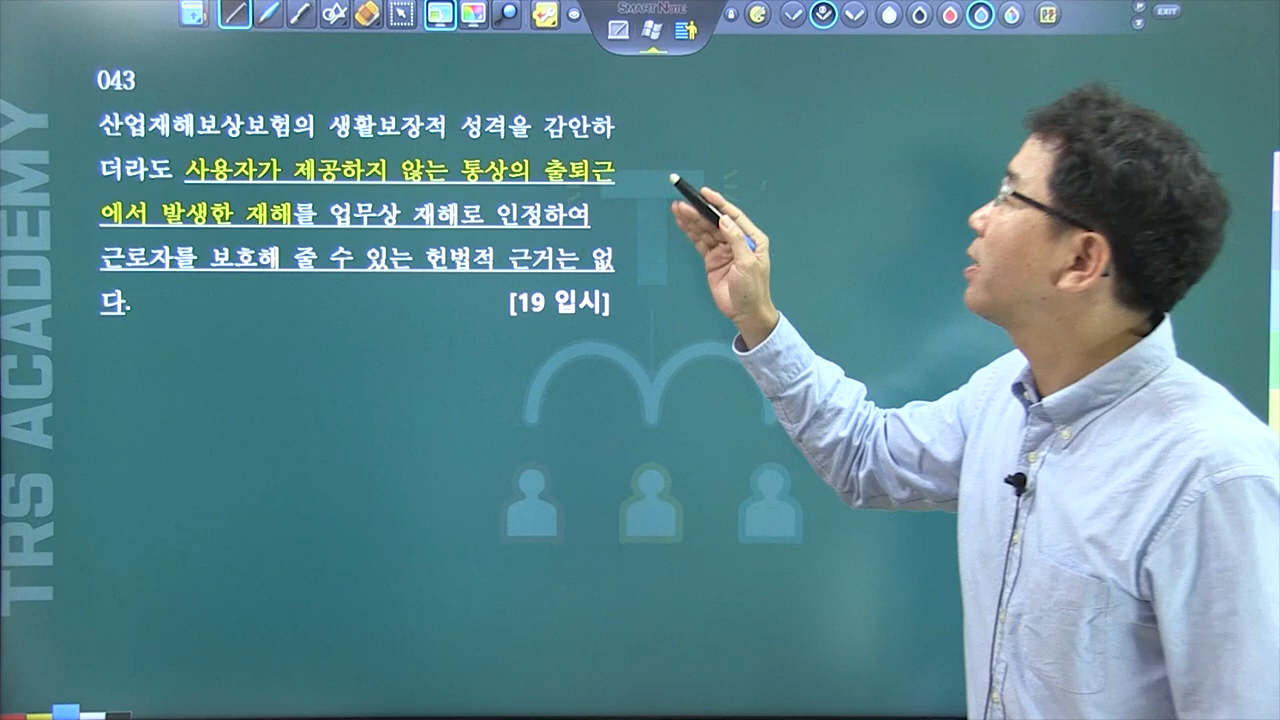 SMART NOTE
EXIT
043
산업재해보상보험의 생활보장적 성격을 감안하
더라도 사용자가 제공하지 않는 통상의 출퇴근
에서 발생한 재해를 업무상 재해로 인정하여
근로자를 보호해 줄 수 있는 헌법적 근거는 없
다. [19 입시]
TRS ACADEMY